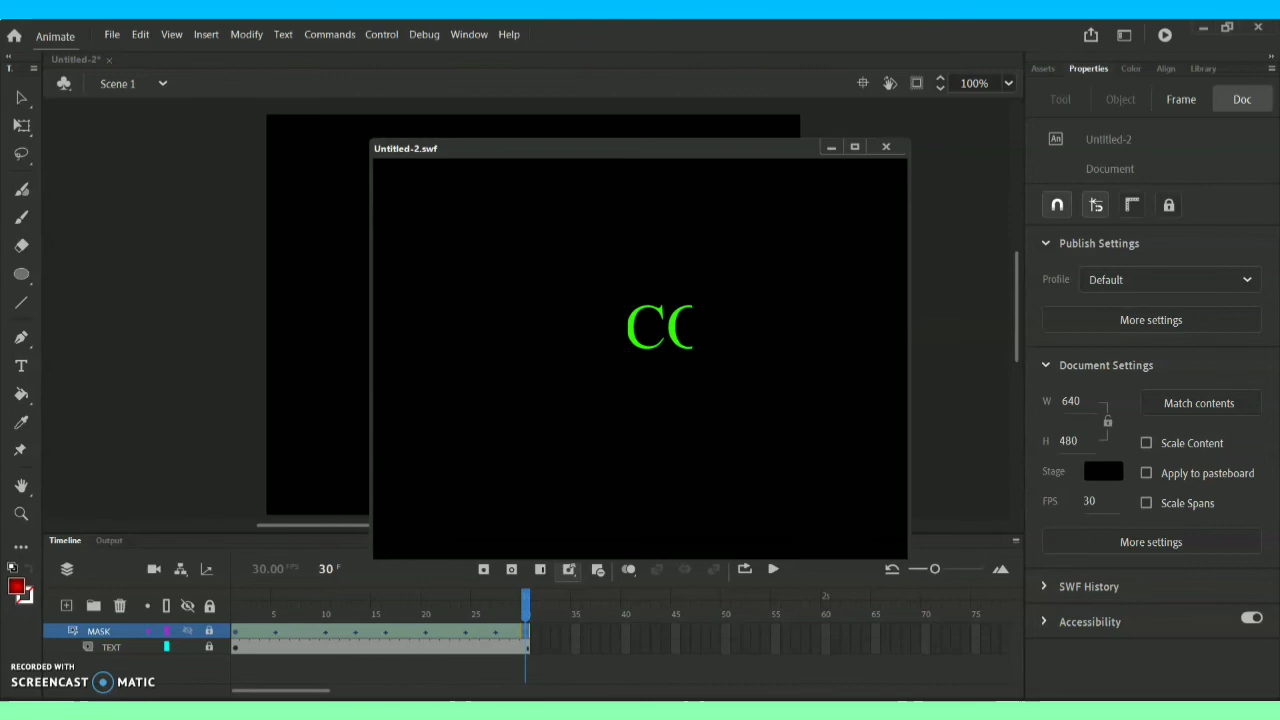 Animate File Edit View Insert Modify Text Commands Control Debug Window Help
Untitled-2* ×
Scene 1 100%
Assets Properties Color Align Library
Tool Object Frame Doc
Untitled-2.swf
An Untitled-2
Document
Publish Settings
Profile Default
More settings
CO
Document Settings
W 640 Match contents
H 480 Scale Content
Stage Apply to pasteboard
FPS 30 Scale Spans
More settings
SWF History
Accessibility
Timeline Output
30.00 FPS 30 F
2s
5 10 15 20 25 35 40 45 50 55 60 65 70 75
MASK
TEXT
RECORDED WITH
SCREENCAST MATIC